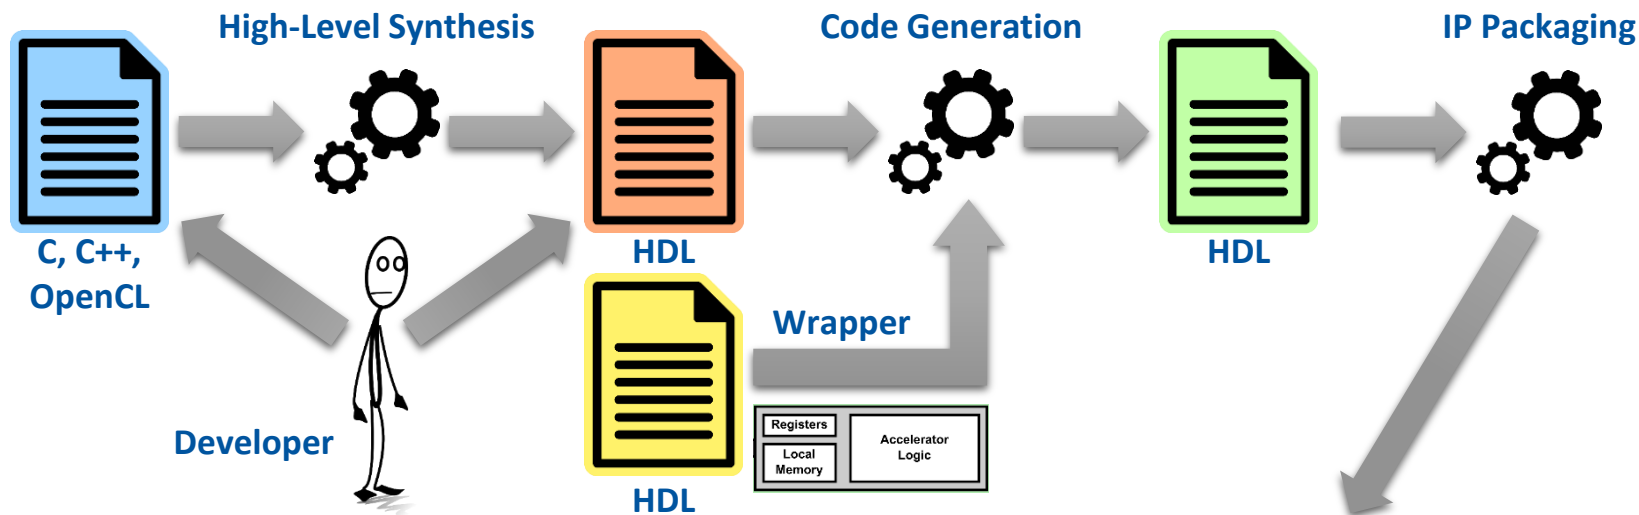 High-Level Synthesis
Code Generation
IP Packaging
C, C++,
OpenCL
HDL
HDL
Wrapper
Developer
Registers
Local
Memory
Accelerator
Logic
HDL